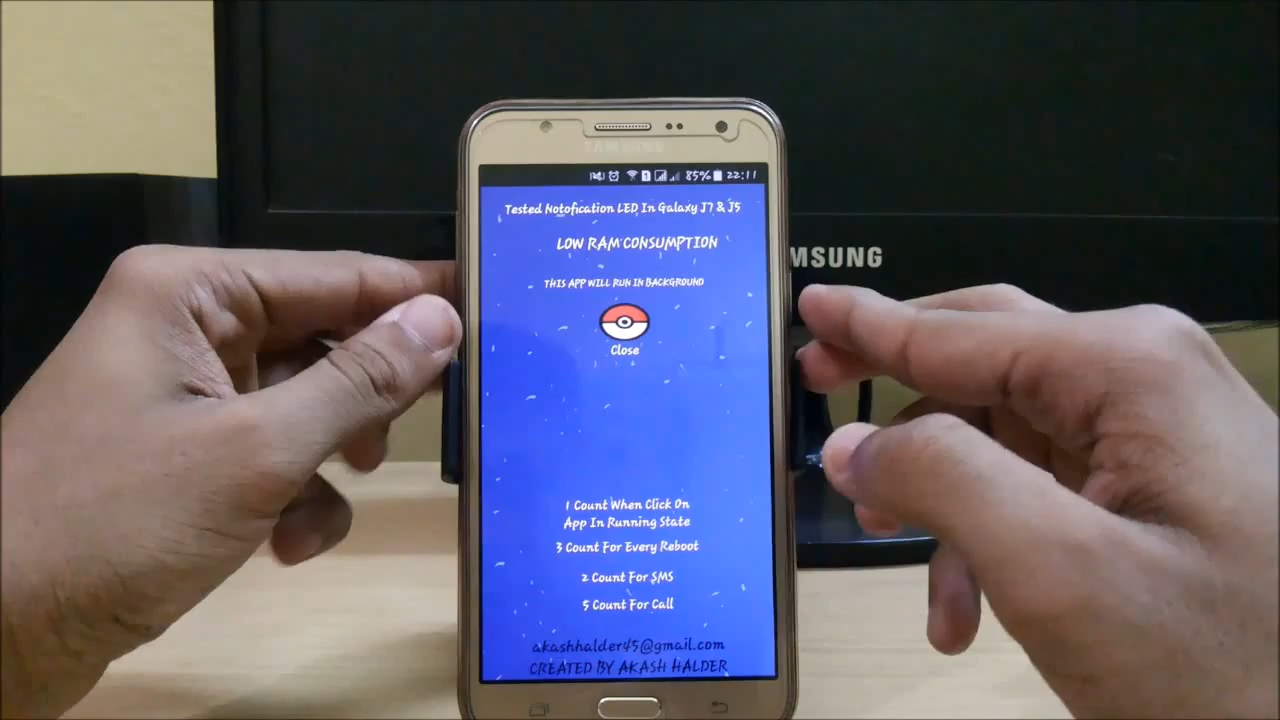 SAMSUNG
1 85% 22:11
Tested Notofication LED In Galaxy J7 & J5
LOW RAM CONSUMPTION
MSUNG
THIS APP WILL RUN IN BACKGROUND
Close
1 Count When Click On
App In Running State
3 Count For Every Reboot
2 Count For SMS
5 Count For Call
akashhalder45@gmail.com
CREATED BY AKASH HALDER